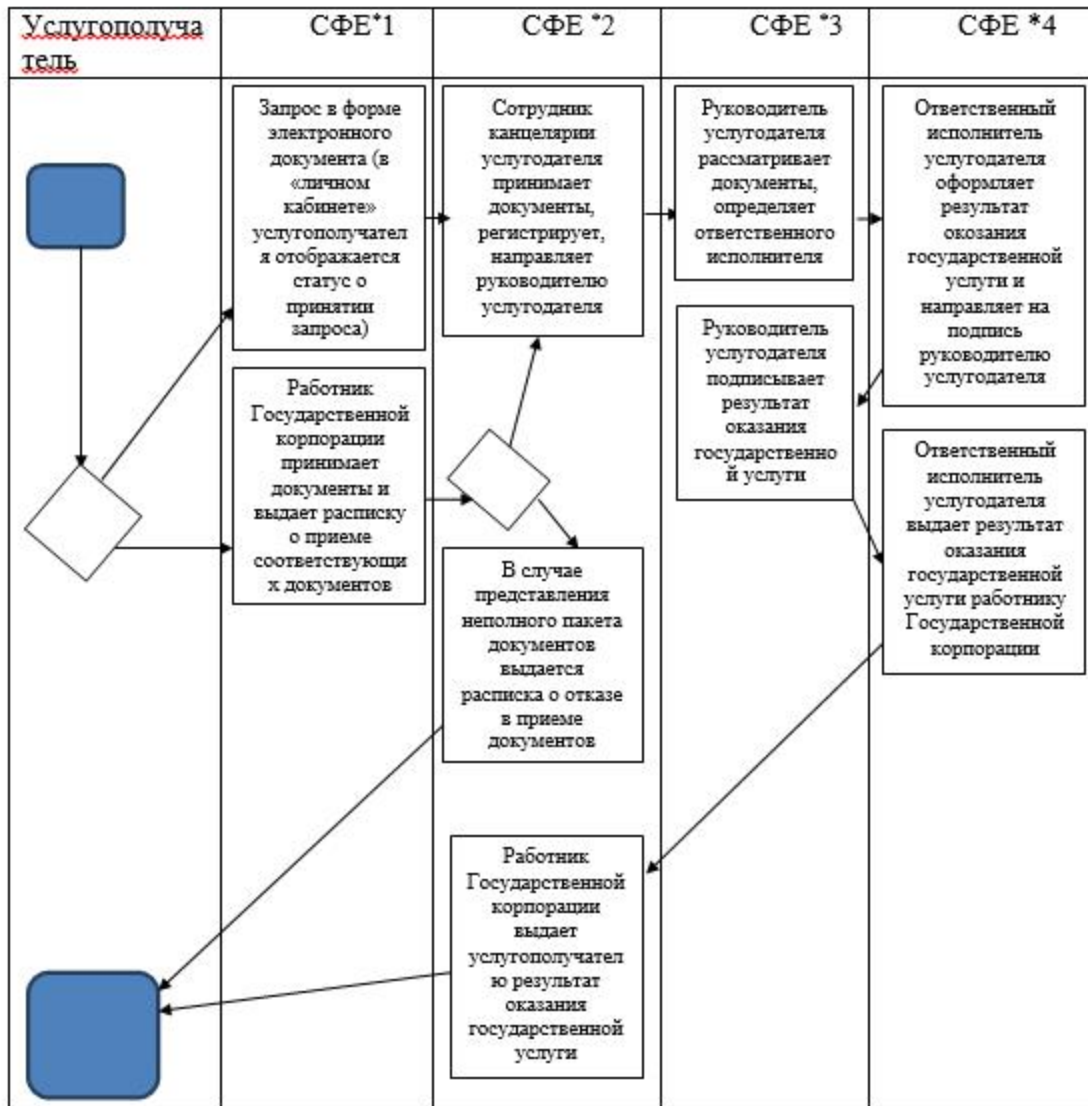 Услугополуча
тель
СФЕ*1
СФЕ *2
СФЕ *3
СФЕ *4
Запрос в форме
электронного
документа (в
«личном
кабинете»
услугополучател
я отображается
статус о
принятии
запроса)
Работник
Государственной
корпорации
принимает
документы и
выдает расписку
о приеме
соответствующи
х документов
Сотрудник
канцелярии
услугодателя
принимает
документы,
регистрирует,
направляет
руководителю
услугодателя
В случае
представления
неполного пакета
документов
выдается
расписка о отказе
в приеме
документов
Работник
Государственной
корпорации
выдает
услугополучател
ю результат
оказания
государственной
услуги
Руководитель
услугодателя
рассматривает
документы,
определяет
ответственного
исполнителя
Руководитель
услугодателя
подписывает
результат
оказания
государственно
й услуги
Ответственный
исполнитель
услугодателя
оформляет
результат
окозания
государственной
услуги и
направляет на
подпись
руководителю
услугодателя
Ответственный
исполнитель
услугодателя
выдает результат
оказания
государственной
услуги работнику
Государственной
корпорации